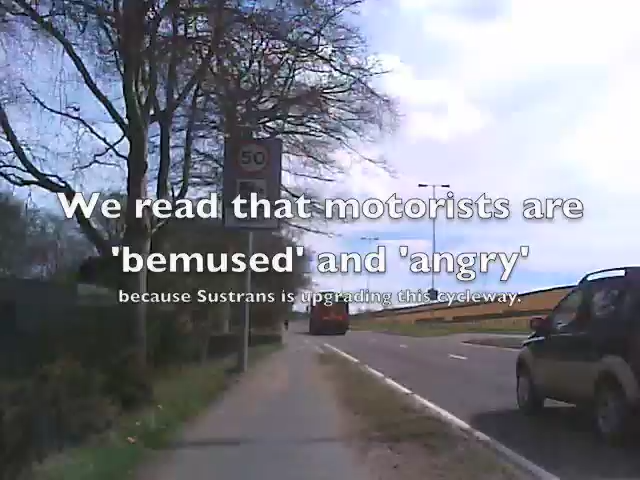 50
We read that motorists are
'bemused' and 'angry'
because Sustrans is upgrading this cycleway.